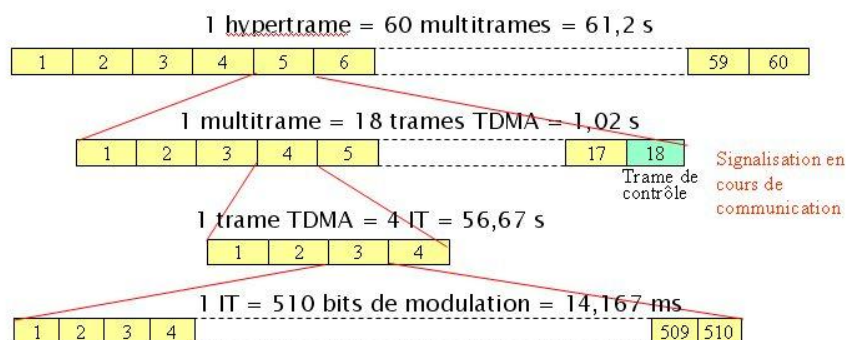 1 hypertrame = 60 multitrames = 61,2 s
1 2 3 4 5 6 59 60
1 multitrame = 18 trames TDMA = 1,02 s
1 2 3 4 5 17 18
Trame de
contrôle
Signalisation en
cours de
communication
1 trame TDMA = 4 IT = 56,67 s
1 2 3 4
1 IT = 510 bits de modulation = 14,167 ms
1 2 3 4 509 510